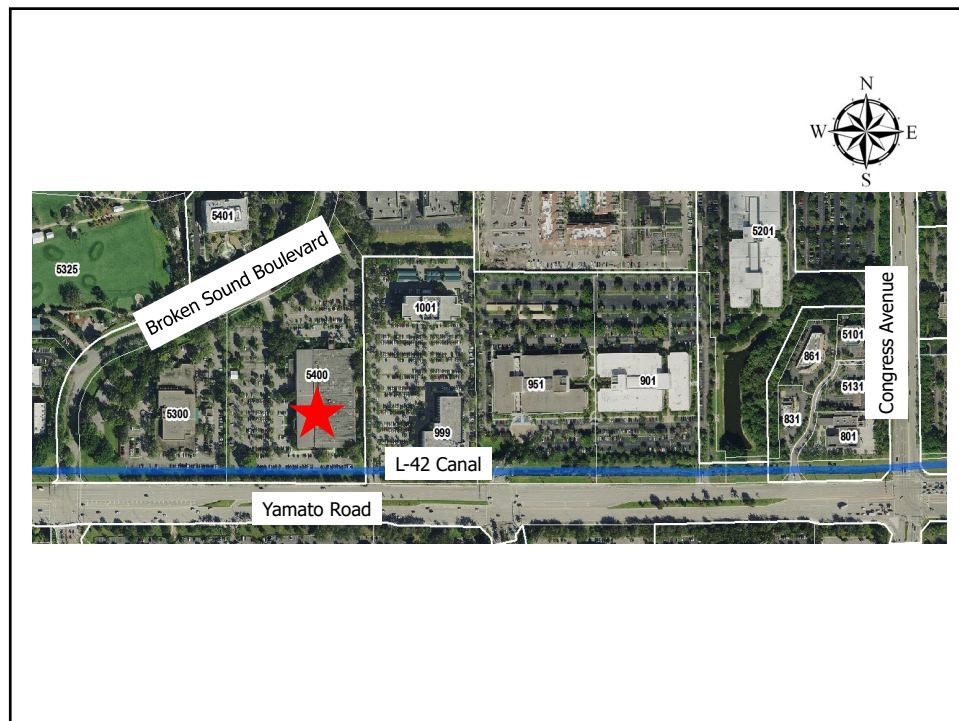 N
W
E
S
5401
5325
Broken Sound Boulevard
5201
1001
5101
861
5400
5131
Congress Avenue
951
901
5300
831
999
801
L-42 Canal
Yamato Road